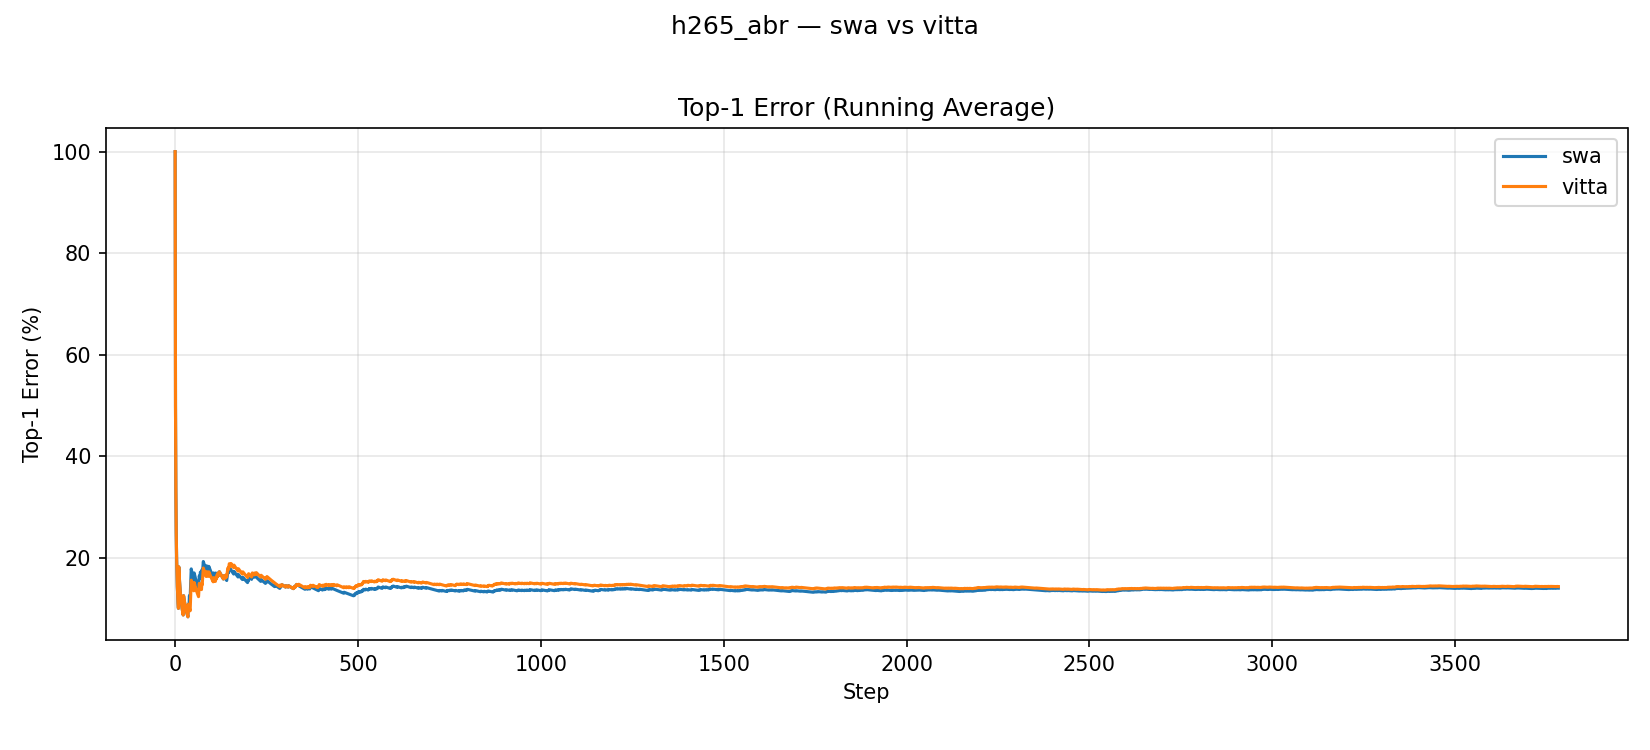 h265_abr — swa vs vitta
Top-1 Error (Running Average)
swa
vitta
Top-1 Error (%)
100
80
60
40
20
0
500
1000
1500
2000
2500
3000
3500
Step